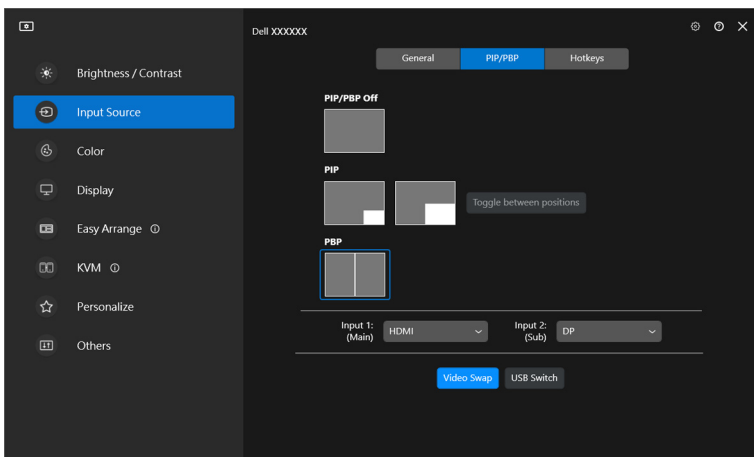 Dell XXXXXX
General PIP/PBP Hotkeys
Brightness / Contrast
Input Source
Color
Display
Easy Arrange
KVM
Personalize
Others
PIP/PBP Off
PIP
Toggle between positions
PBP
Input 1:
(Main)
HDMI
Input 2:
(Sub)
DP
Video Swap USB Switch